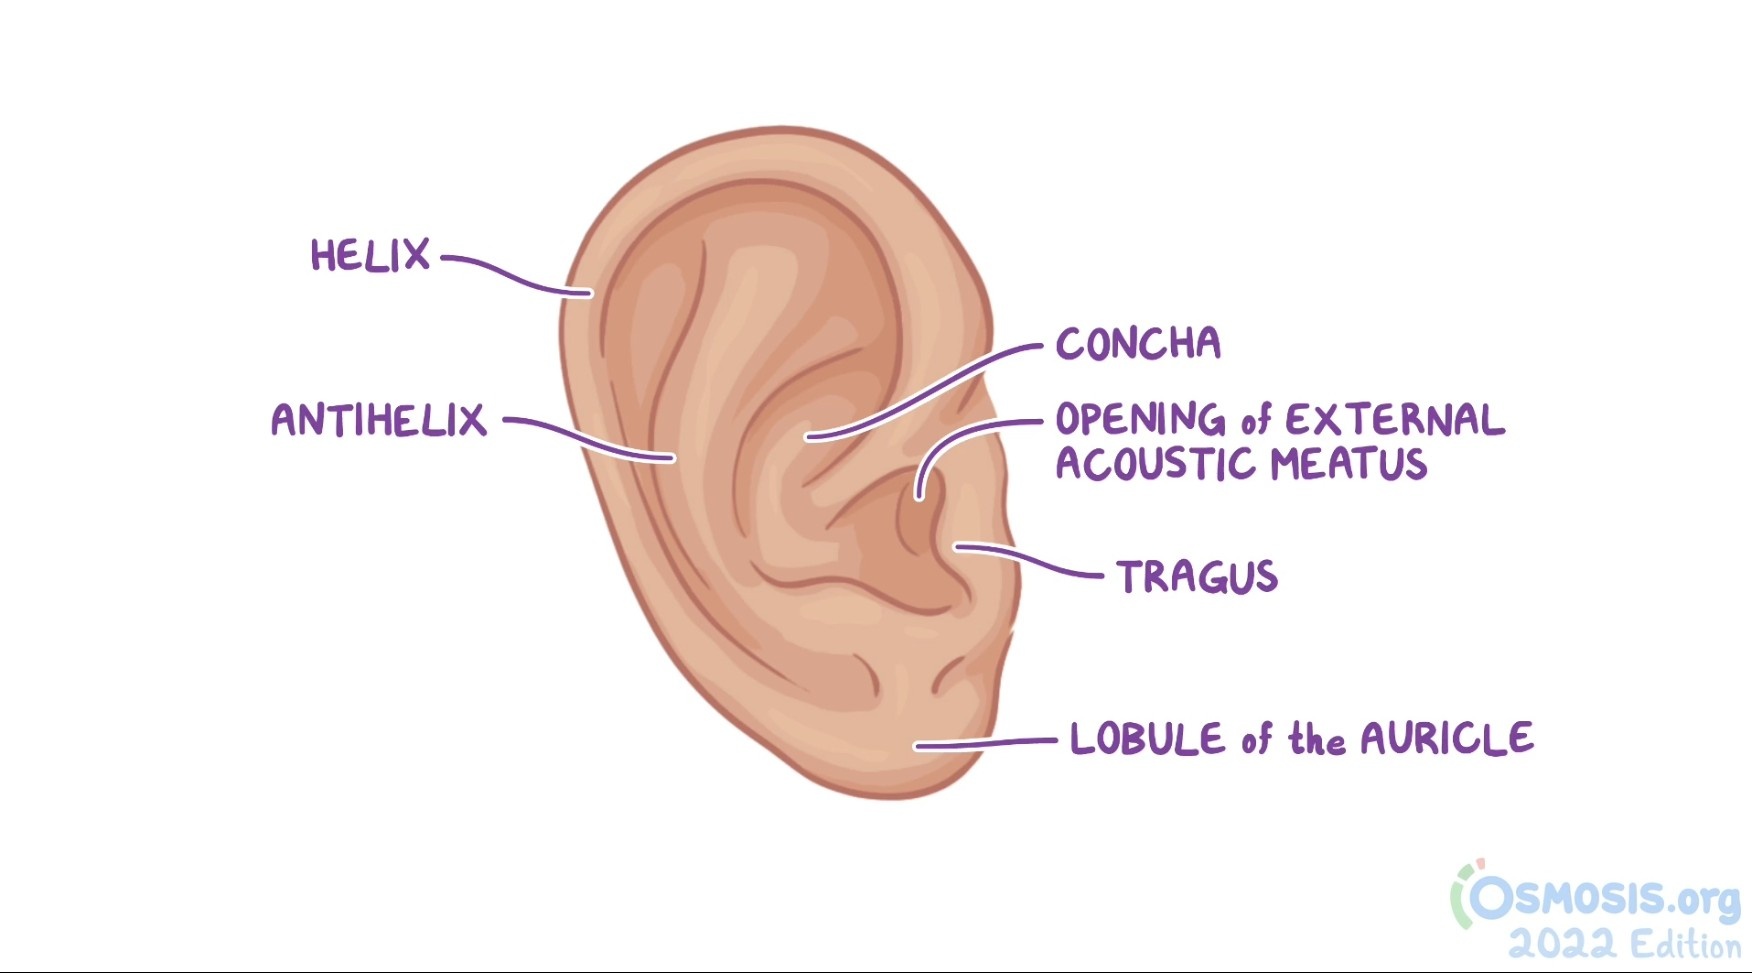 HELIX
CONCHA
ANTIHELIX
OPENING of EXTERNAL
ACOUSTIC MEATUS
TRAGUS
LOBULE of the AURICLE
OSMOSIS.org
2022 Edition